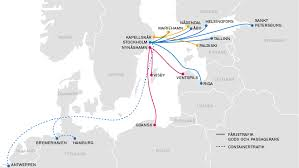 HELSINGFORS
NÅDENDAL
MARIEHAMN
ÅBO
SANKT
PETERSBURG
KAPELLSKÄR
STOCKHOLM
NYNÄSHAMN
TALLINN
PALDISKI
VISBY
VENTSPILS
RIGA
GDANSK
BREMERHAVEN
HAMBURG
ANTWERPEN
FÄRJETRAFIK
GODS OCH PASSAGERARE
CONTAINERTRAFIK